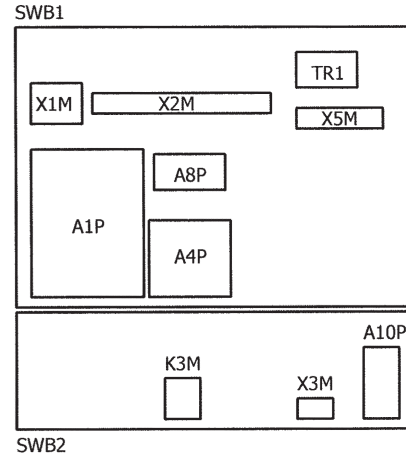 SWB1
TR1
X1M
X2M
X5M
A8P
A1P
A4P
A10P
K3M
X3M
SWB2